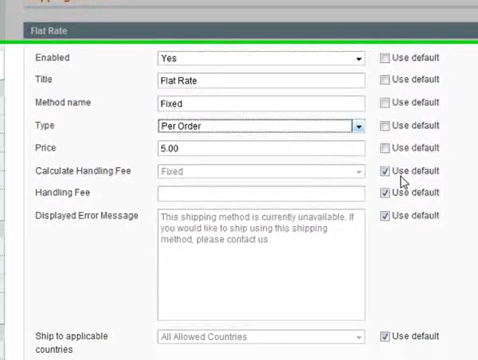 Flat Rate
Enabled Yes Use default
Title Flat Rate Use default
Method name Fixed Use default
Type Per Order Use default
Price 5.00 Use default
Calculate Handling Fee Fixed Use default
Handling Fee Use default
Displayed Error Message This shipping method is currently unavailable. If Use default
you would like to ship using this shipping
method, please contact us.
Ship to applicable All Allowed Countries Use default
countries